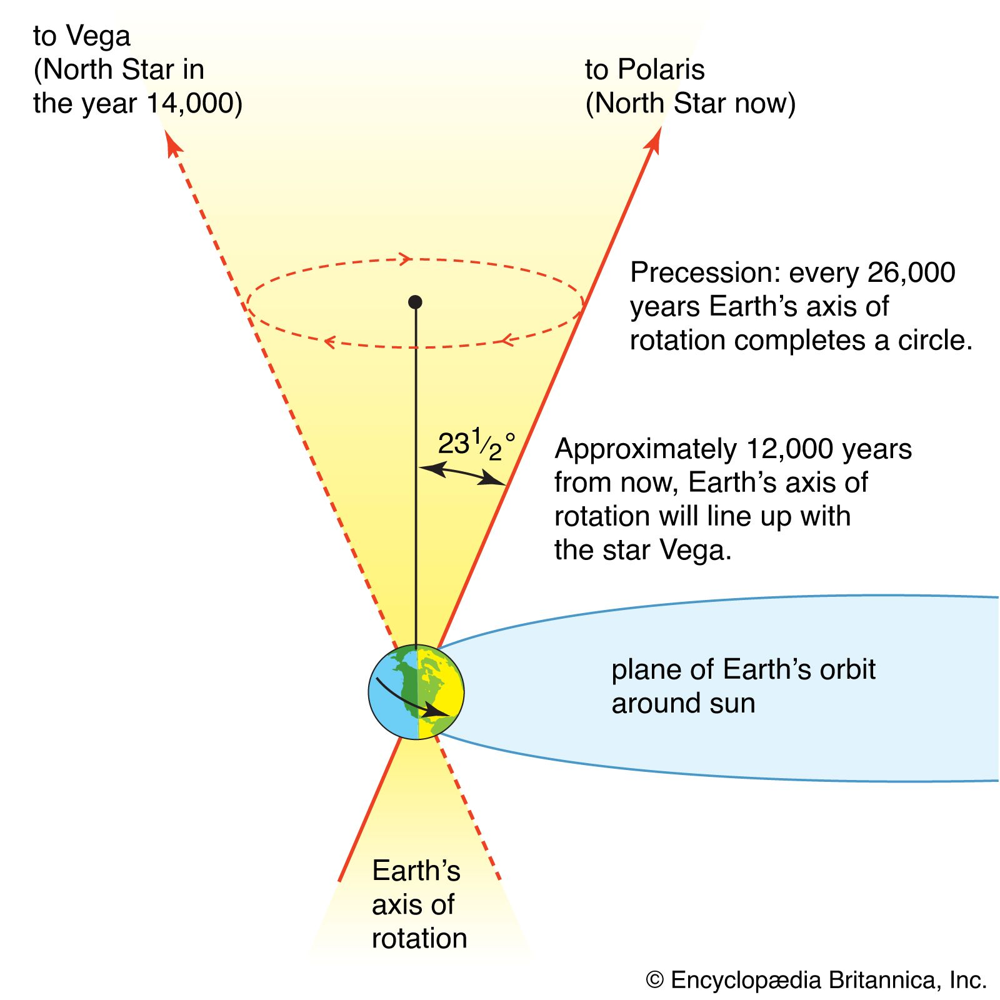 to Vega
(North Star in
the year 14,000)
to Polaris
(North Star now)
Precession: every 26,000
years Earth’s axis of
rotation completes a circle.
23½°
Approximately 12,000 years
from now, Earth’s axis of
rotation will line up with
the star Vega.
plane of Earth’s orbit
around sun
Earth’s
axis of
rotation
© Encyclopædia Britannica, Inc.